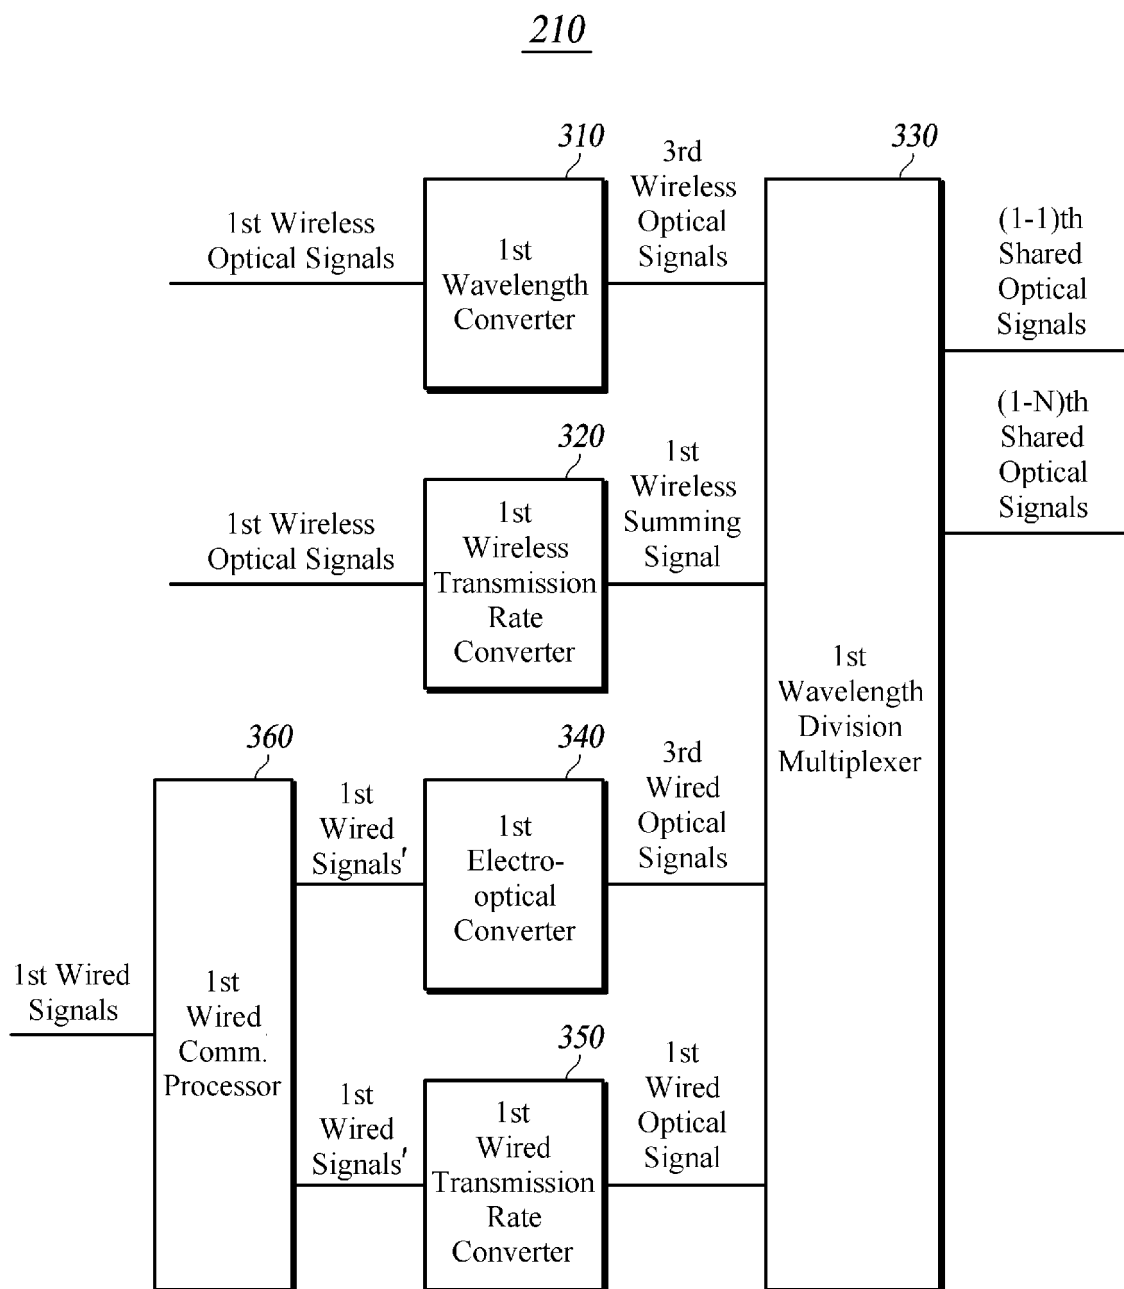 210
310
1st Wireless
Optical Signals
1st
Wavelength
Converter
3rd
Wireless
Optical
Signals
330
(1-1)th
Shared
Optical
Signals
(1-N)th
Shared
Optical
Signals
320
1st Wireless
Optical Signals
1st
Wireless
Transmission
Rate
Converter
1st
Wireless
Summing
Signal
1st
Wavelength
Division
Multiplexer
360
1st Wired
Signals
1st
Wired
Comm.
Processor
1st
Wired
Signals'
340
1st
Electro-
optical
Converter
3rd
Wired
Optical
Signals
1st
Wired
Signals'
350
1st
Wired
Transmission
Rate
Converter
1st
Wired
Optical
Signal